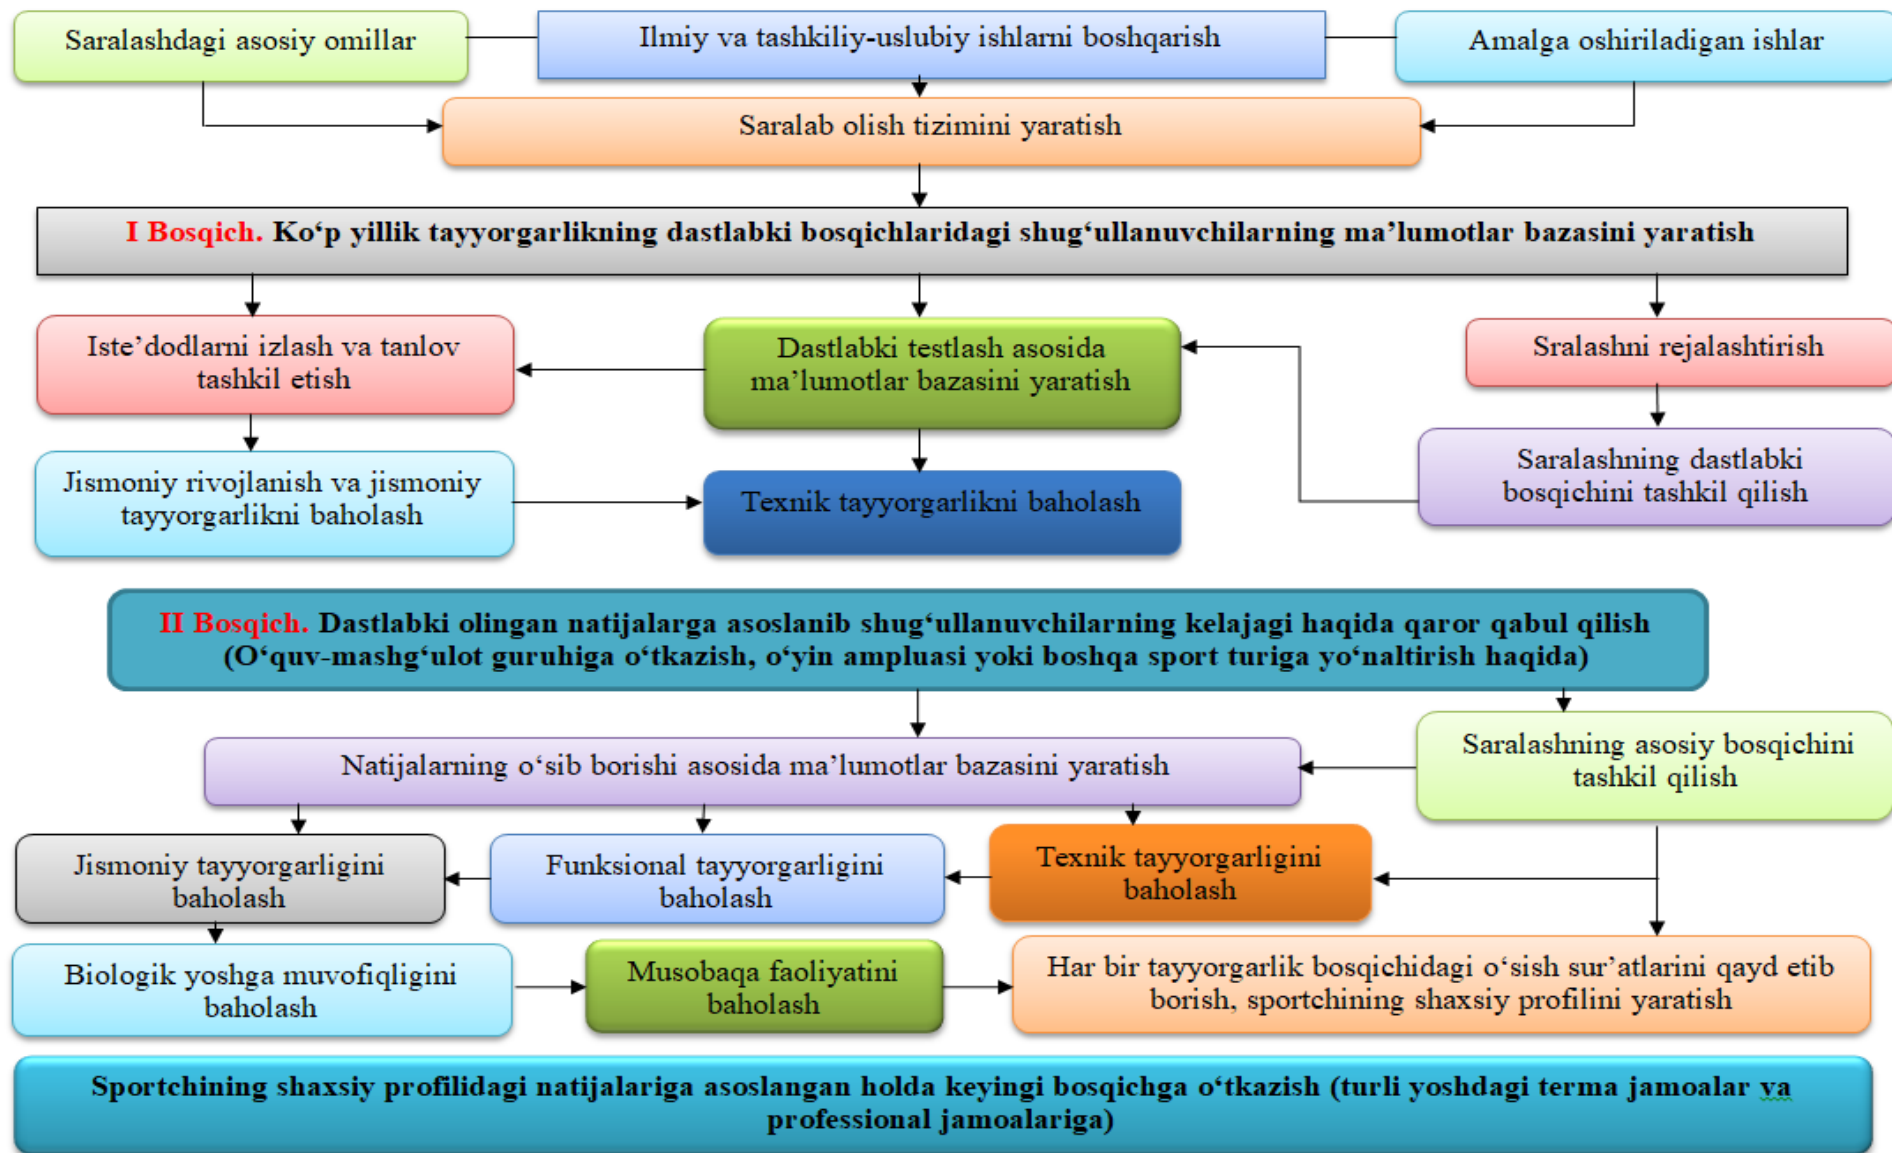 Saralashdagi asosiy omillar
Ilmiy va tashkiliy-uslubiy ishlarni boshqarish
Amalga oshiriladigan ishlar
Saralab olish tizimini yaratish
I Bosqich. Ko‘p yillik tayyorgarlikning dastlabki bosqichlaridagi shug‘ullanuvchilarning ma’lumotlar bazasini yaratish
Iste’dodlarni izlash va tanlov
tashkil etish
Dastlabki testlash asosida
ma’lumotlar bazasini yaratish
Sralashni rejalashtirish
Jismoniy rivojlanish va jismoniy
tayyorgarlikni baholash
Texnik tayyorgarlikni baholash
Saralashning dastlabki
bosqichini tashkil qilish
II Bosqich. Dastlabki olingan natijalarga asoslanib shug‘ullanuvchilarning kelajagi haqida qaror qabul qilish
(O‘quv-mashg‘ulot guruhiga o‘tkazish, o‘yin ampluasi yoki boshqa sport turiga yo‘naltirish haqida)
Natijalarning o‘sib borishi asosida ma’lumotlar bazasini yaratish
Saralashning asosiy bosqichini
tashkil qilish
Jismoniy tayyorgarligini
baholash
Funksional tayyorgarligini
baholash
Texnik tayyorgarligini
baholash
Biologik yoshga muvofiqligini
baholash
Musobaqa faoliyatini
baholash
Har bir tayyorgarlik bosqichidagi o‘sish sur’atlarini qayd etib
borish, sportchining shaxsiy profilini yaratish
Sportchining shaxsiy profilidagi natijalariga asoslangan holda keyingi bosqichga o‘tkazish (turli yoshdagi terma jamoalar va
professional jamoalariga)